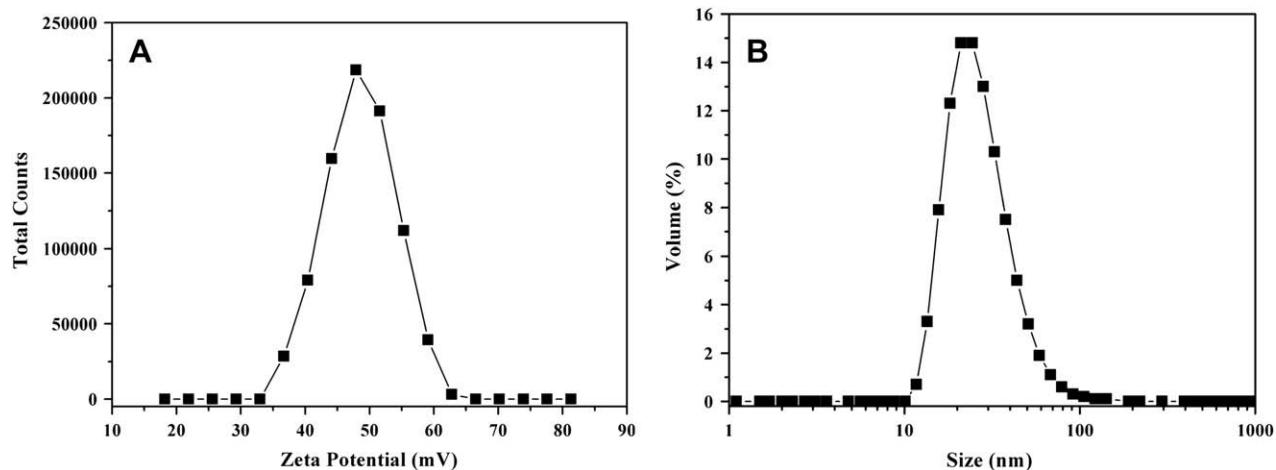 A
250000
200000
150000
100000
50000
0
Total Counts
10 20 30 40 50 60 70 80 90
Zeta Potential (mV)
B
16
14
12
10
8
6
4
2
0
Volume (%)
1 10 100 1000
Size (nm)